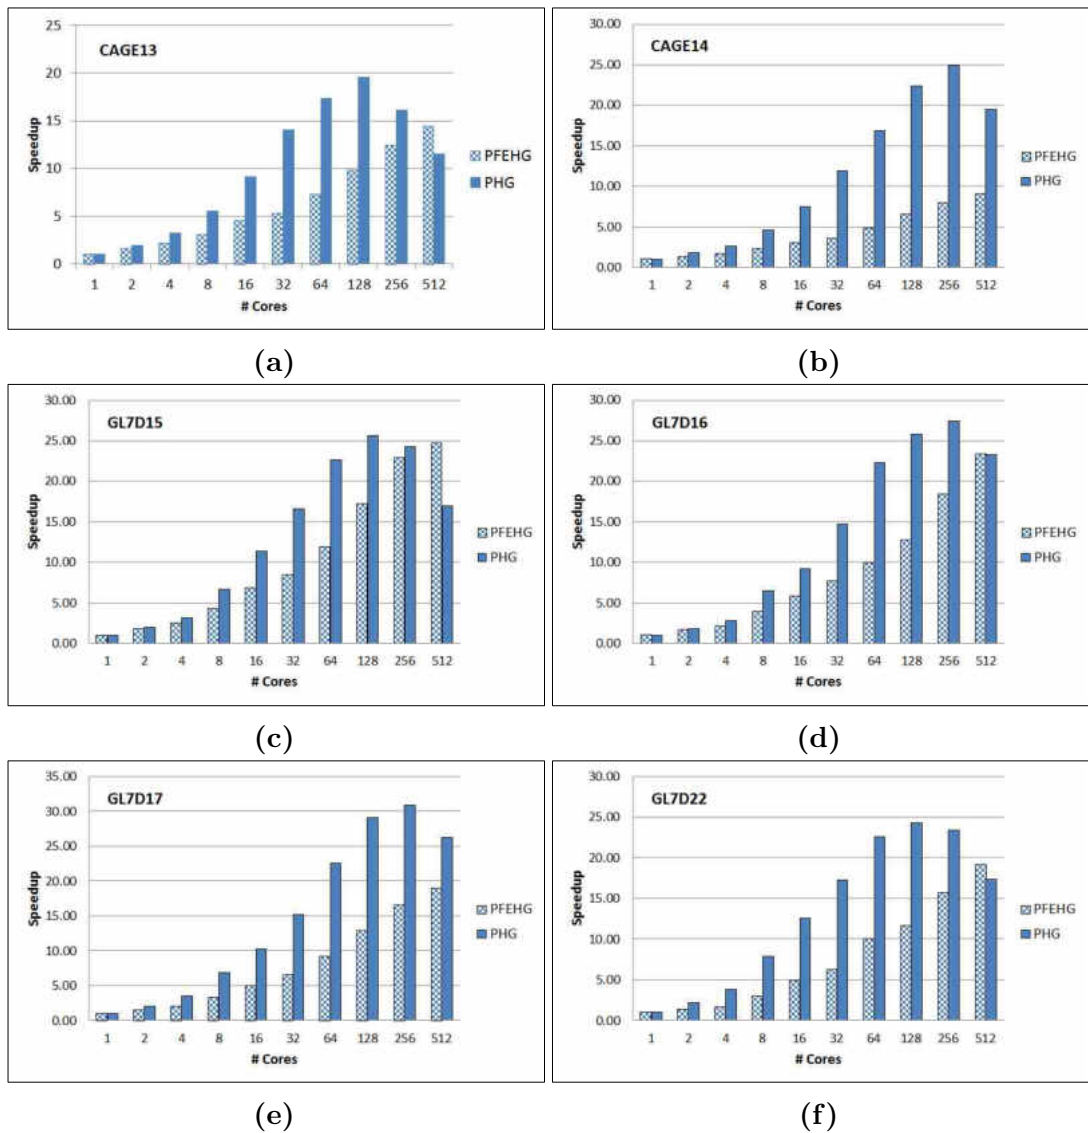 CAGE13
Speedup
25
20
15
10
5
0
1 2 4 8 16 32 64 128 256 512
# Cores
PFEHG
PHG
(a)
CAGE14
Speedup
30.00
25.00
20.00
15.00
10.00
5.00
0.00
1 2 4 8 16 32 64 128 256 512
# Cores
PFEHG
PHG
(b)
GL7D15
Speedup
30.00
25.00
20.00
15.00
10.00
5.00
0.00
1 2 4 8 16 32 64 128 256 512
# Cores
PFEHG
PHG
(c)
GL7D16
Speedup
30.00
25.00
20.00
15.00
10.00
5.00
0.00
1 2 4 8 16 32 64 128 256 512
# Cores
PFEHG
PHG
(d)
GL7D17
Speedup
35.00
30.00
25.00
20.00
15.00
10.00
5.00
0.00
1 2 4 8 16 32 64 128 256 512
# Cores
PFEHG
PHG
(e)
GL7D22
Speedup
30.00
25.00
20.00
15.00
10.00
5.00
0.00
1 2 4 8 16 32 64 128 256 512
# Cores
PFEHG
PHG
(f)